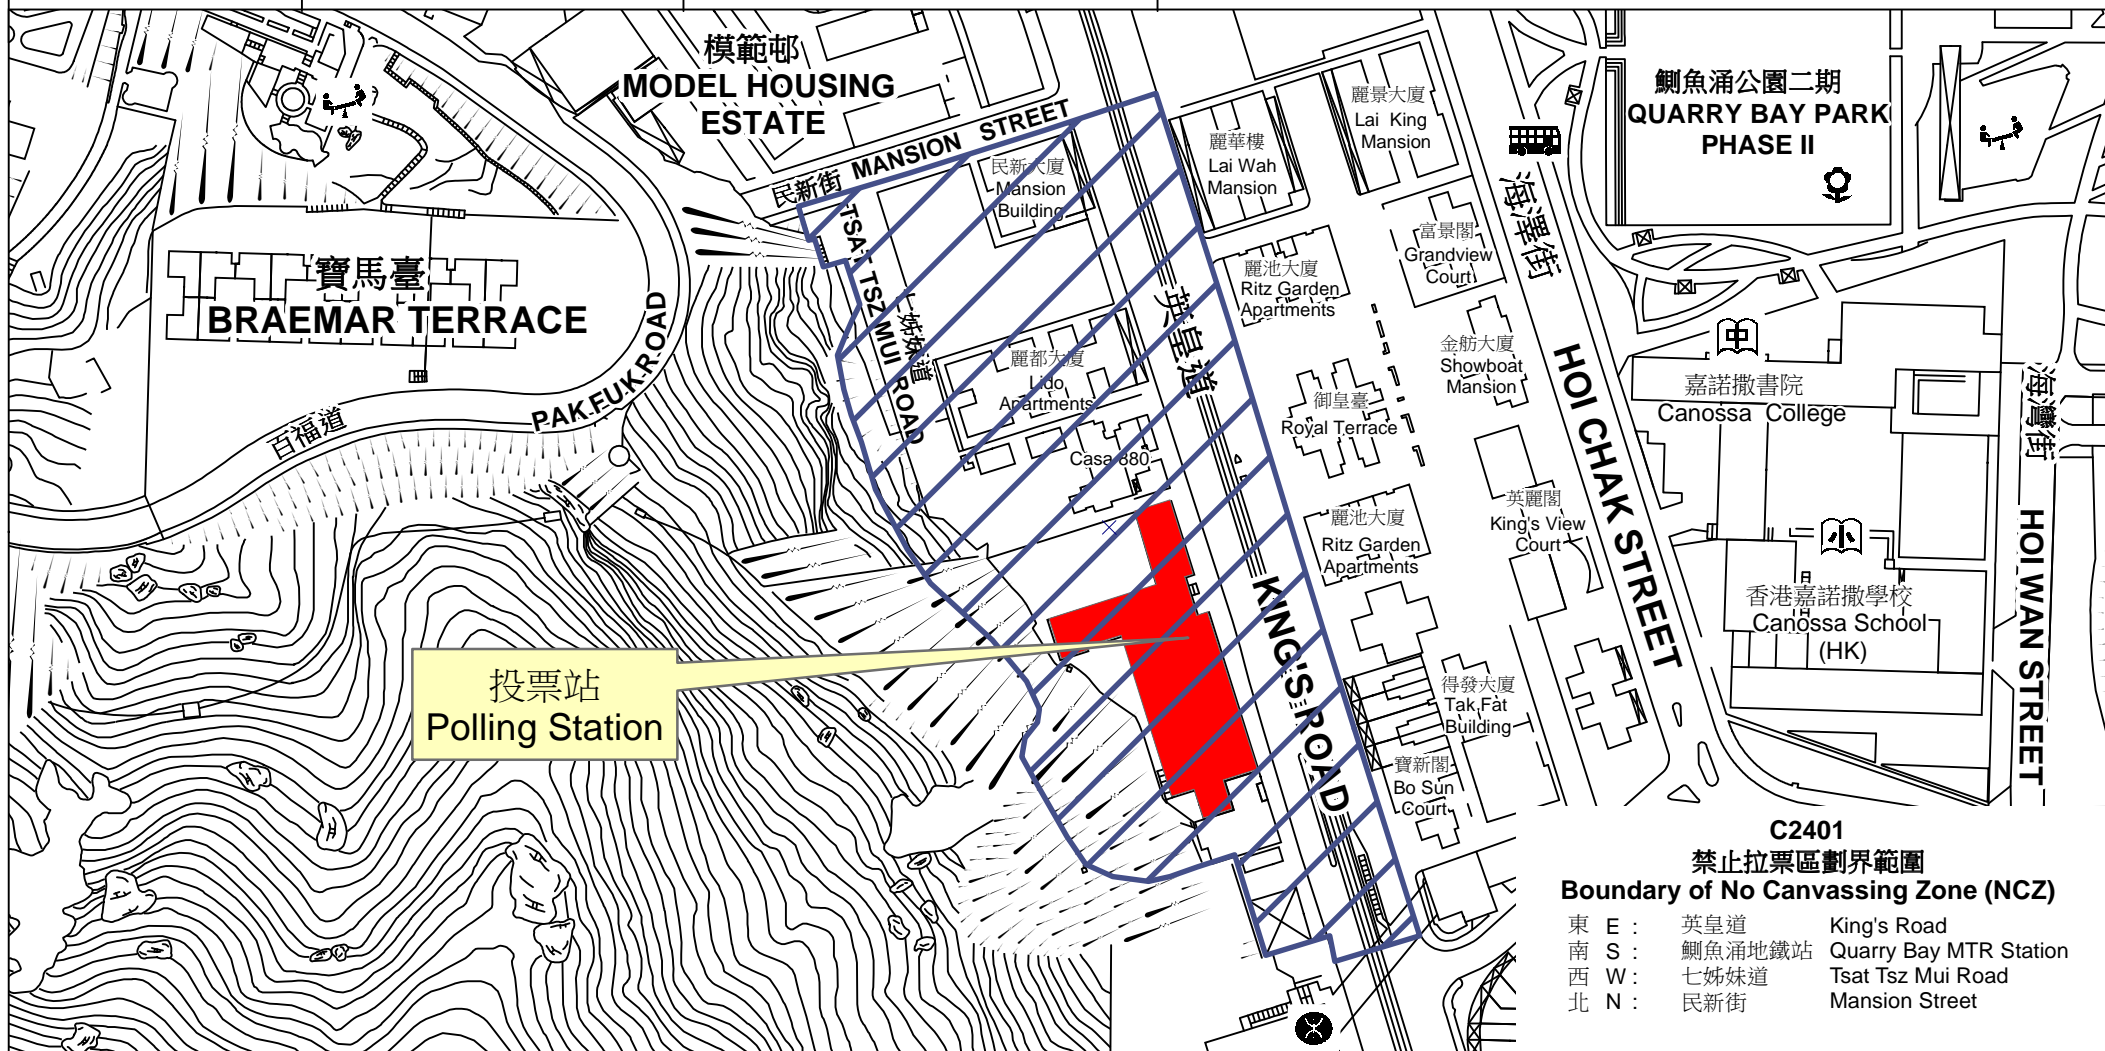 模範邨
MODEL HOUSING
ESTATE
民新街 MANSION STREET
民新大廈
Mansion
Building
麗華樓
Lai Wah
Mansion
麗景大廈
Lai King
Mansion
鰂魚涌公園二期
QUARRY BAY PARK
PHASE II
寶馬臺
BRAEMAR TERRACE
PAK FUK ROAD
百福道
TSAT TSZ MUI ROAD
七姊妹道
麗都大廈
Lido
Apartments
Casa 880
英皇道
KING'S ROAD
麗池大廈
Ritz Garden
Apartments
富景閣
Grandview
Court
海澤街
HOI CHAK STREET
金舫大廈
Showboat
Mansion
御皇臺
Royal Terrace
麗池大廈
Ritz Garden
Apartments
英麗閣
King's View
Court
中
嘉諾撒書院
Canossa College
小
香港嘉諾撒學校
Canossa School
(HK)
海灣街
HOI WAN STREET
得發大廈
Tak Fat
Building
寶新閣
Bo Sun
Court
投票站
Polling Station
C2401
禁止拉票區劃界範圍
Boundary of No Canvassing Zone (NCZ)
東 E : 英皇道 King's Road
南 S : 鰂魚涌地鐵站 Quarry Bay MTR Station
西 W : 七姊妹道 Tsat Tsz Mui Road
北 N : 民新街 Mansion Street